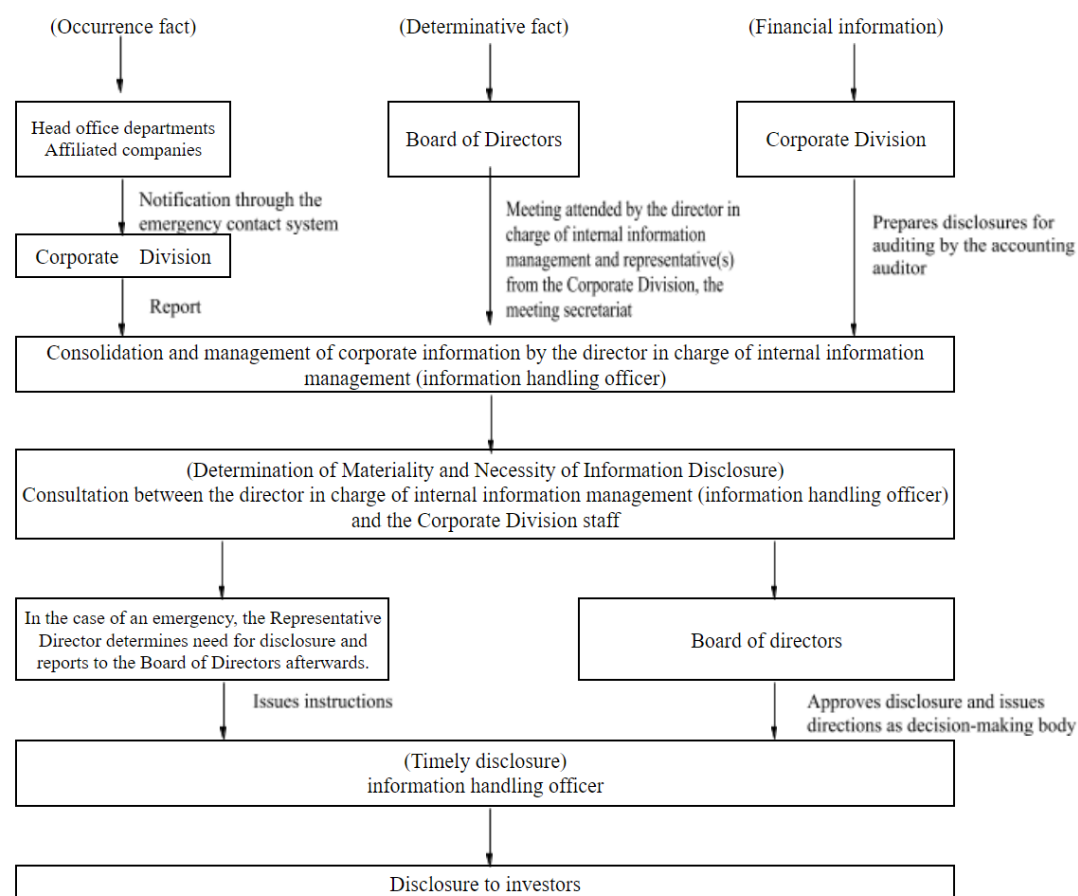 (Occurrence fact)
(Determinative fact)
(Financial information)
Head office departments
Affiliated companies
Board of Directors
Corporate Division
Notification through the
emergency contact system
Corporate Division
Report
Meeting attended by the director in
charge of internal information
management and representative(s)
from the Corporate Division, the
meeting secretariat
Prepares disclosures for
auditing by the accounting
auditor
Consolidation and management of corporate information by the director in charge of internal information
management (information handling officer)
(Determination of Materiality and Necessity of Information Disclosure)
Consultation between the director in charge of internal information management (information handling officer)
and the Corporate Division staff
In the case of an emergency, the Representative
Director determines need for disclosure and
reports to the Board of Directors afterwards.
Board of directors
Issues instructions
Approves disclosure and issues
directions as decision-making body
(Timely disclosure)
information handling officer
Disclosure to investors